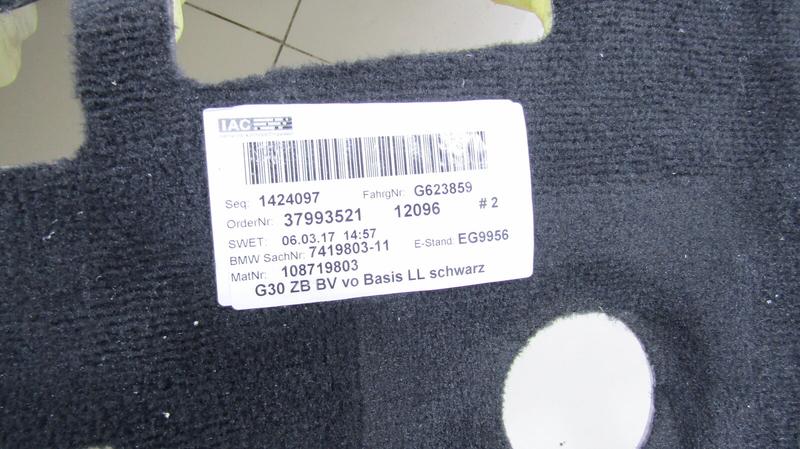 IAC
Seq: 1424097 FahrgNr: G623859
OrderNr: 37993521 12096 # 2
SWET: 06.03.17 14:57
BMW SachNr: 7419803-11 E-Stand: EG9956
MatNr: 108719803
G30 ZB BV vo Basis LL schwarz